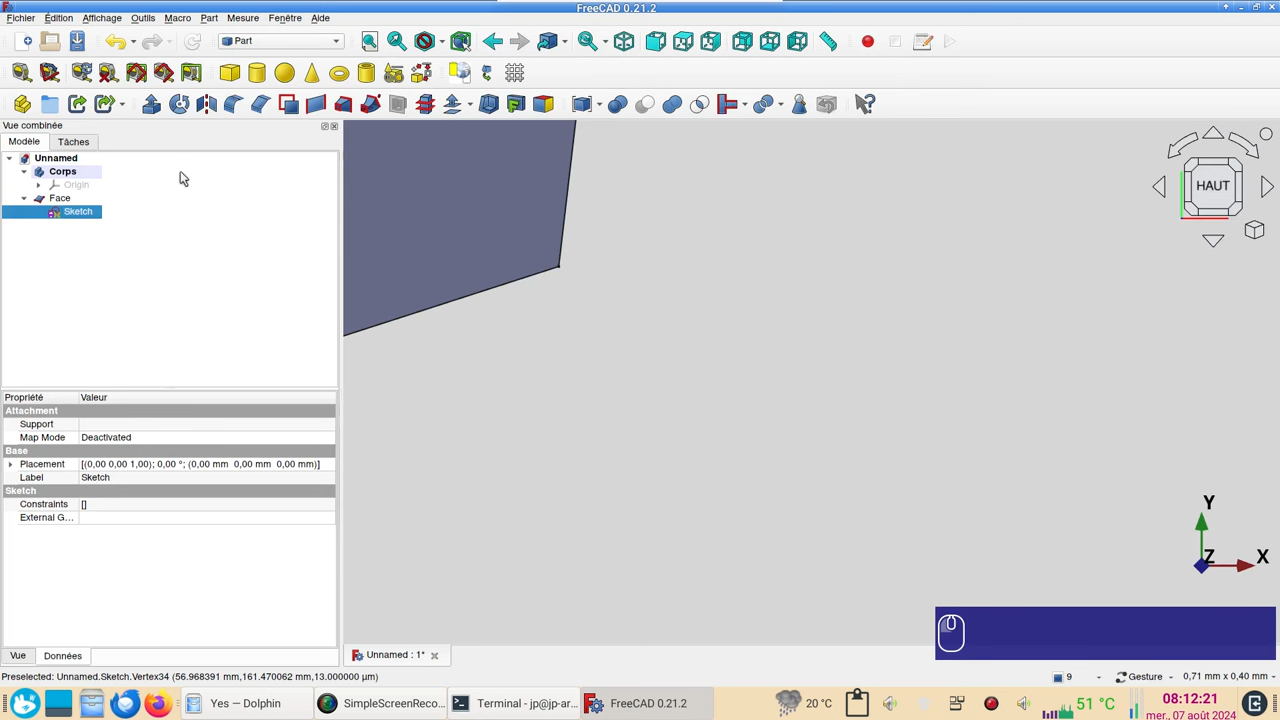 FreeCAD 0.21.2
Fichier Édition Affichage Outils Macro Part Mesure Fenêtre Aide
Part
Vue combinée
Modèle Tâches
Unnamed
Corps
Origin
Face
Sketch
HAUT
Propriété Valeur
Attachment
Support
Map Mode Deactivated
Base
Placement [(0,00 0,00 1,00); 0,00 °; (0,00 mm 0,00 mm 0,00 mm)]
Label Sketch
Sketch
Constraints []
External G...
Y
Z X
Vue Données
Unnamed : 1*
Preselected: Unnamed.Sketch.Vertex34 (56.968391 mm,161.470062 mm,13.000000 µm)
9 Gesture 0,71 mm x 0,40 mm
Yes — Dolphin
SimpleScreenReco...
Terminal - jp@jp-ar...
FreeCAD 0.21.2
20 °C
51 °C
08:12:21
mer., 07 août 2024